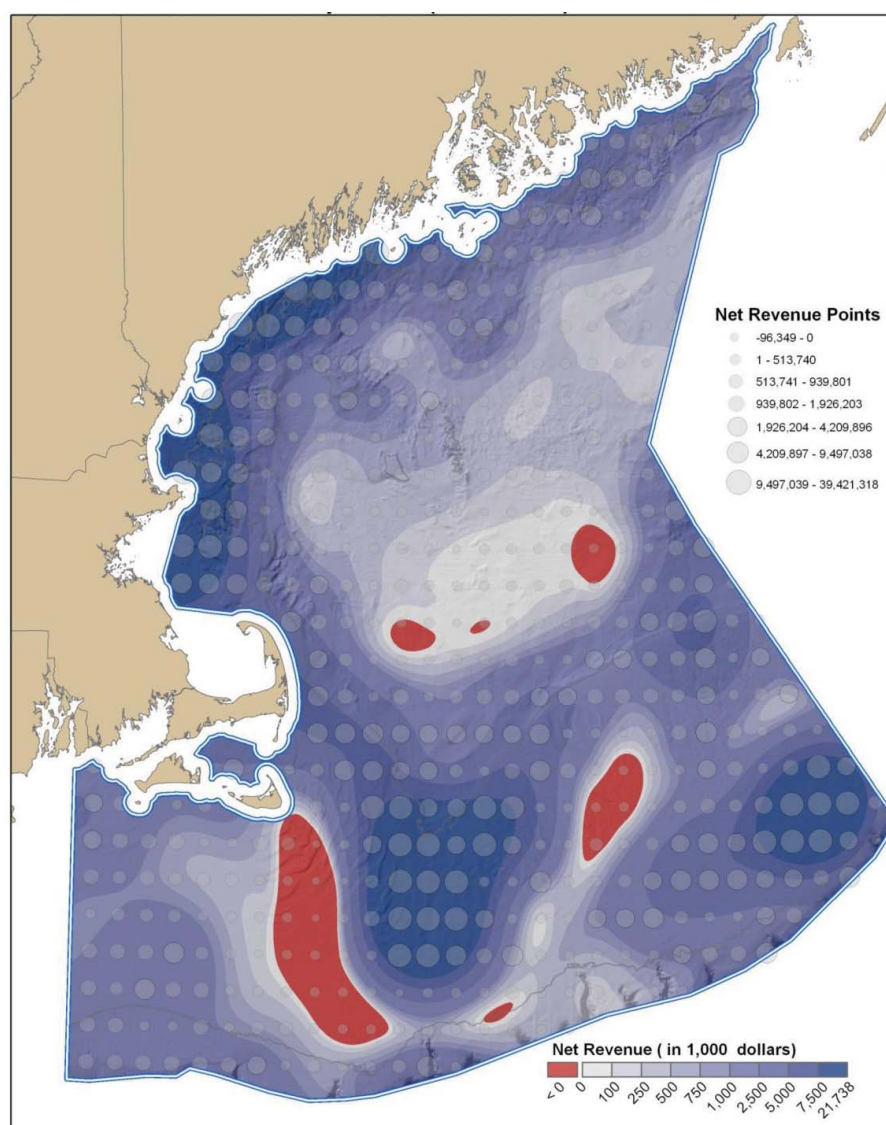 Net Revenue Points
-96,349 - 0
1 - 513,740
513,741 - 939,801
939,802 - 1,926,203
1,926,204 - 4,209,896
4,209,897 - 9,497,038
9,497,039 - 39,421,318
Net Revenue ( in 1,000 dollars)
< 0
0
100
250
500
750
1,000
2,500
5,000
7,500
21,738